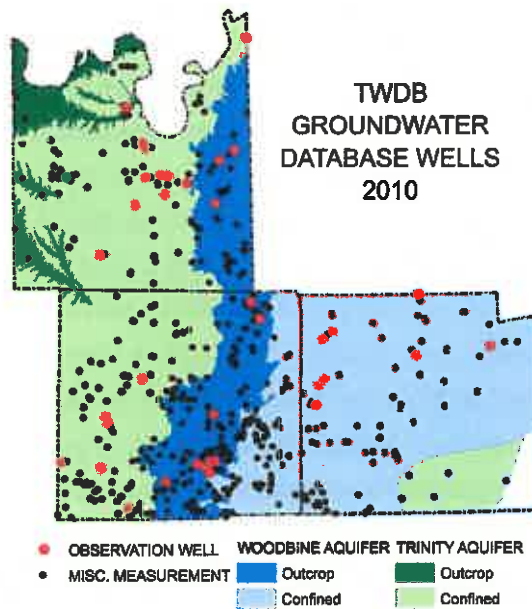 TWDB
GROUNDWATER
DATABASE WELLS
2010
OBSERVATION WELL WOODBINE AQUIFER TRINITY AQUIFER
MISC. MEASUREMENT Outcrop Outcrop
Confined Confined